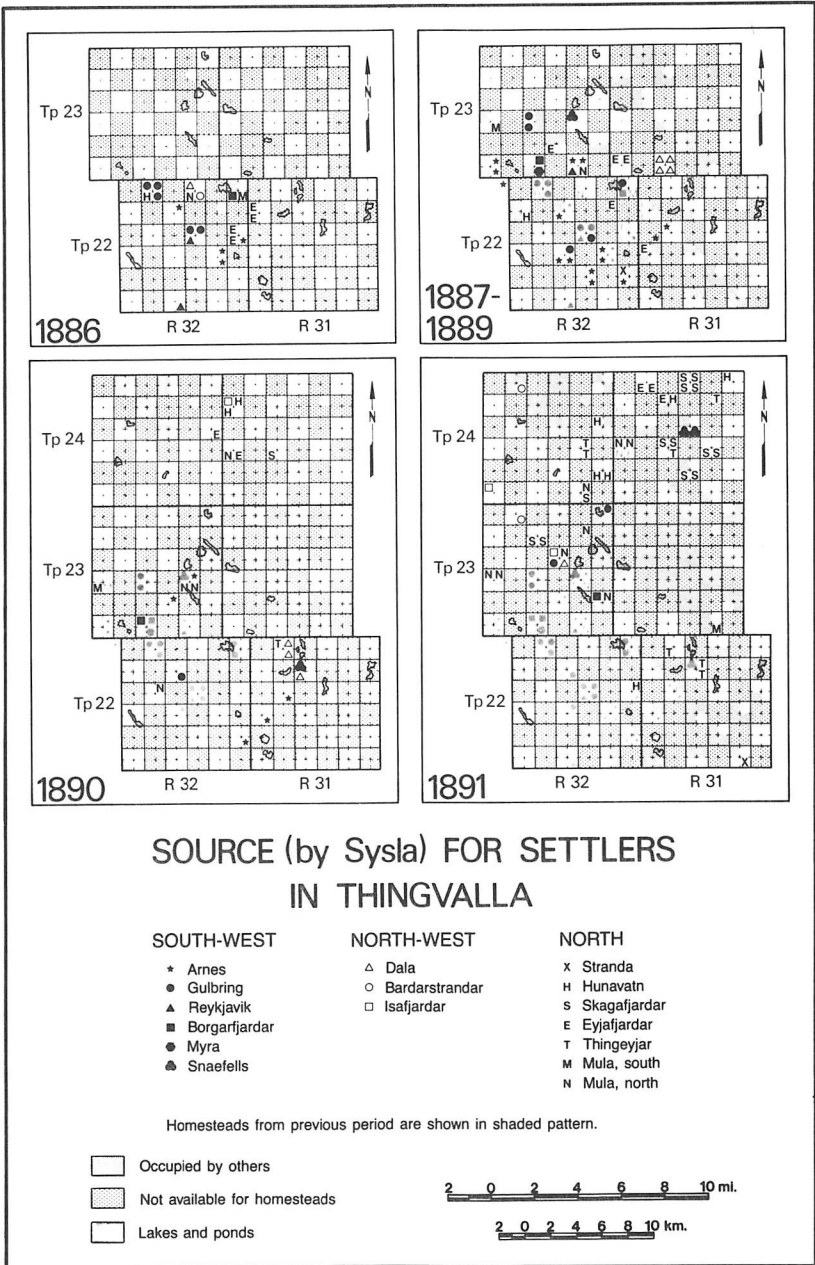 Tp 23
N
Tp 22
H
N
M
E
E
E
E
1886
R 32
R 31
Tp 23
N
M
E
E E
N
Tp 22
H
E
E
X
1887-
1889
R 32
R 31
Tp 24
N
H
H
E
N E
S
Tp 23
M
N N
Tp 22
T
N
1890
R 32
R 31
Tp 24
N
E E
S S
S S
H
E H
T
H
T
T
N N
S S
T
S S
H H
S S
N
S
Tp 23
N
S S
N
N N
N
M
Tp 22
T
T
T
H
X
1891
R 32
R 31
SOURCE (by Sysla) FOR SETTLERS
IN THINGVALLA
SOUTH-WEST
Arnes
Gulbring
Reykjavik
Borgarfjardar
Myra
Snaefells
NORTH-WEST
Dala
Bardarstrandar
Isafjardar
NORTH
X Stranda
H Hunavatn
S Skagafjardar
E Eyjafjardar
T Thingeyjar
M Mula, south
N Mula, north
Homesteads from previous period are shown in shaded pattern.
Occupied by others
Not available for homesteads
Lakes and ponds
2 0 2 4 6 8 10 mi.
2 0 2 4 6 8 10 km.